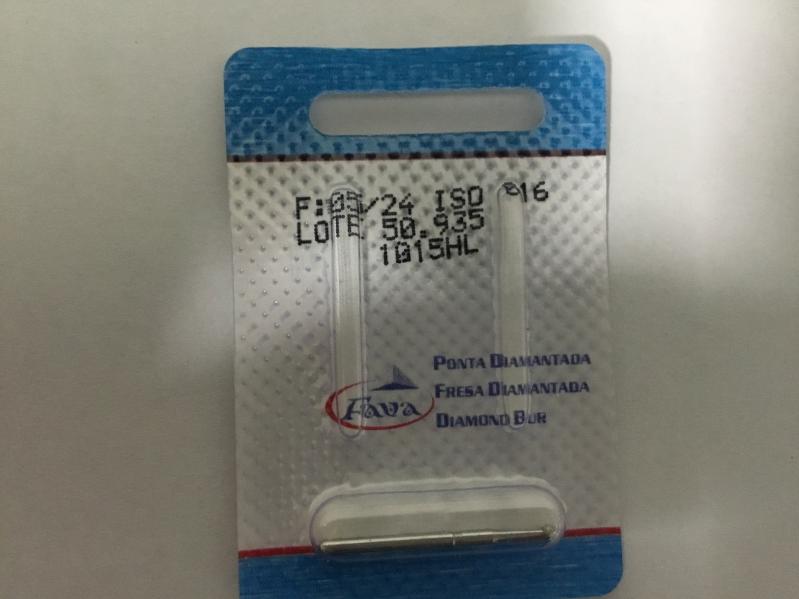 F:05/24 ISO 016
LOTE 50.935
1015HL
PONTA DIAMANTADA
FRESA DIAMANTADA
DIAMOND BUR
Fava